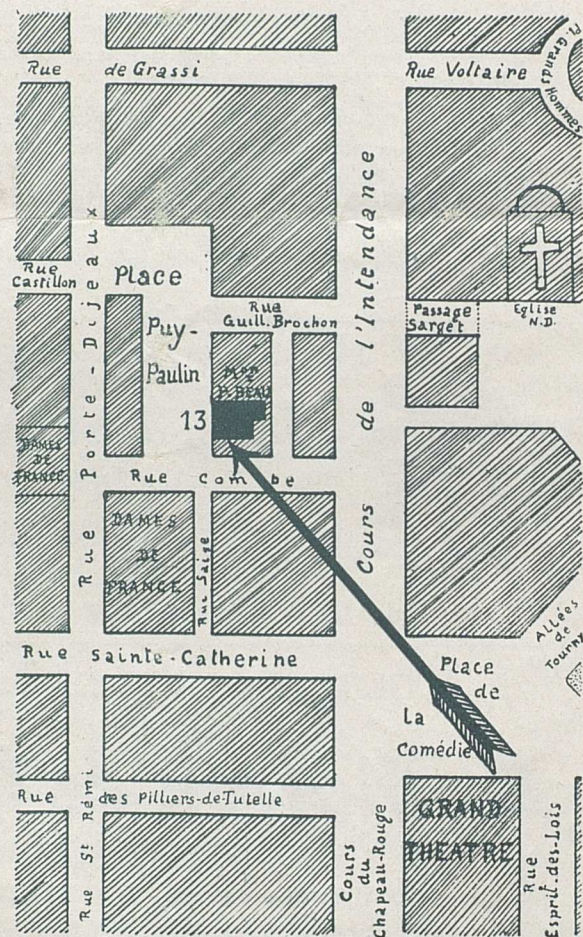 Rue de Grassi
Rue Voltaire
Pl. Grands Hommes
Rue
Castillon
Place
Puy-
Paulin
13
Rue
Guill. Brochon
Mon
P. BEAU
Passage
Sarget
Eglise
N.D.
Rue Porte-Dijeaux
Cours de l'Intendance
DAMES
DE
FRANCE
Rue Combe
DAMES
DE
FRANCE
Rue Saige
Rue Sainte-Catherine
Allées
de
Tourny
Place
de
La
Comédie
Rue des Pilliers-de-Tutelle
Rue St Rémi
Cours
du
Chapeau-Rouge
GRAND
THEATRE
Rue
Esprit.des-Lois